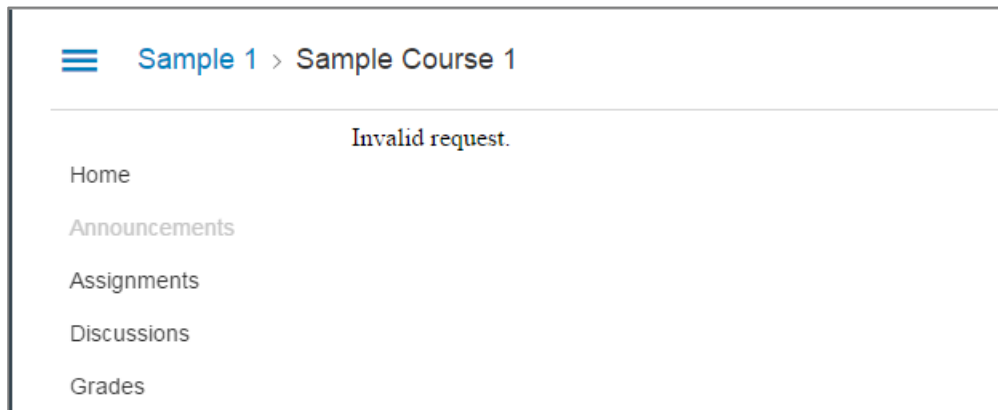 Sample 1 > Sample Course 1
Invalid request.
Home
Announcements
Assignments
Discussions
Grades